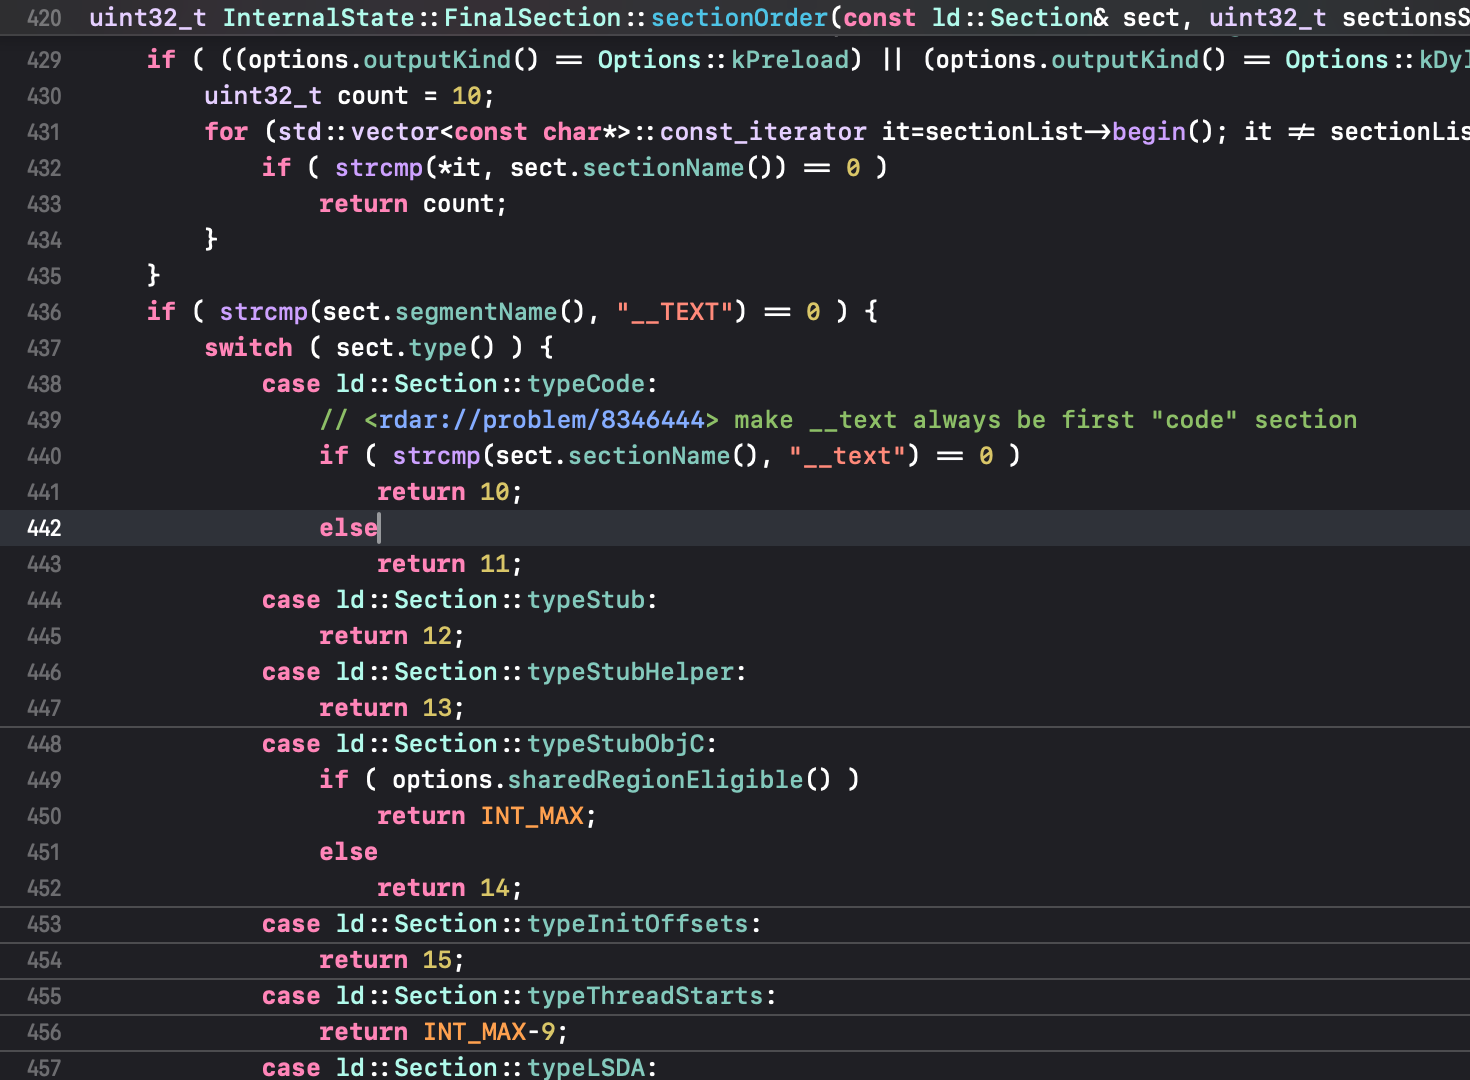 420 uint32_t InternalState::FinalSection::sectionOrder(const ld::Section& sect, uint32_t sectionsS
429 if ( ((options.outputKind() == Options::kPreload) || (options.outputKind() == Options::kDyl
430 uint32_t count = 10;
431 for (std::vector<const char*>::const_iterator it=sectionList->begin(); it != sectionLis
432 if ( strcmp(*it, sect.sectionName()) == 0 )
433 return count;
434 }
435 }
436 if ( strcmp(sect.segmentName(), "__TEXT") == 0 ) {
437 switch ( sect.type() ) {
438 case ld::Section::typeCode:
439 // <rdar://problem/8346444> make __text always be first "code" section
440 if ( strcmp(sect.sectionName(), "__text") == 0 )
441 return 10;
442 else
443 return 11;
444 case ld::Section::typeStub:
445 return 12;
446 case ld::Section::typeStubHelper:
447 return 13;
448 case ld::Section::typeStubObjC:
449 if ( options.sharedRegionEligible() )
450 return INT_MAX;
451 else
452 return 14;
453 case ld::Section::typeInitOffsets:
454 return 15;
455 case ld::Section::typeThreadStarts:
456 return INT_MAX-9;
457 case ld::Section::typeLSDA: